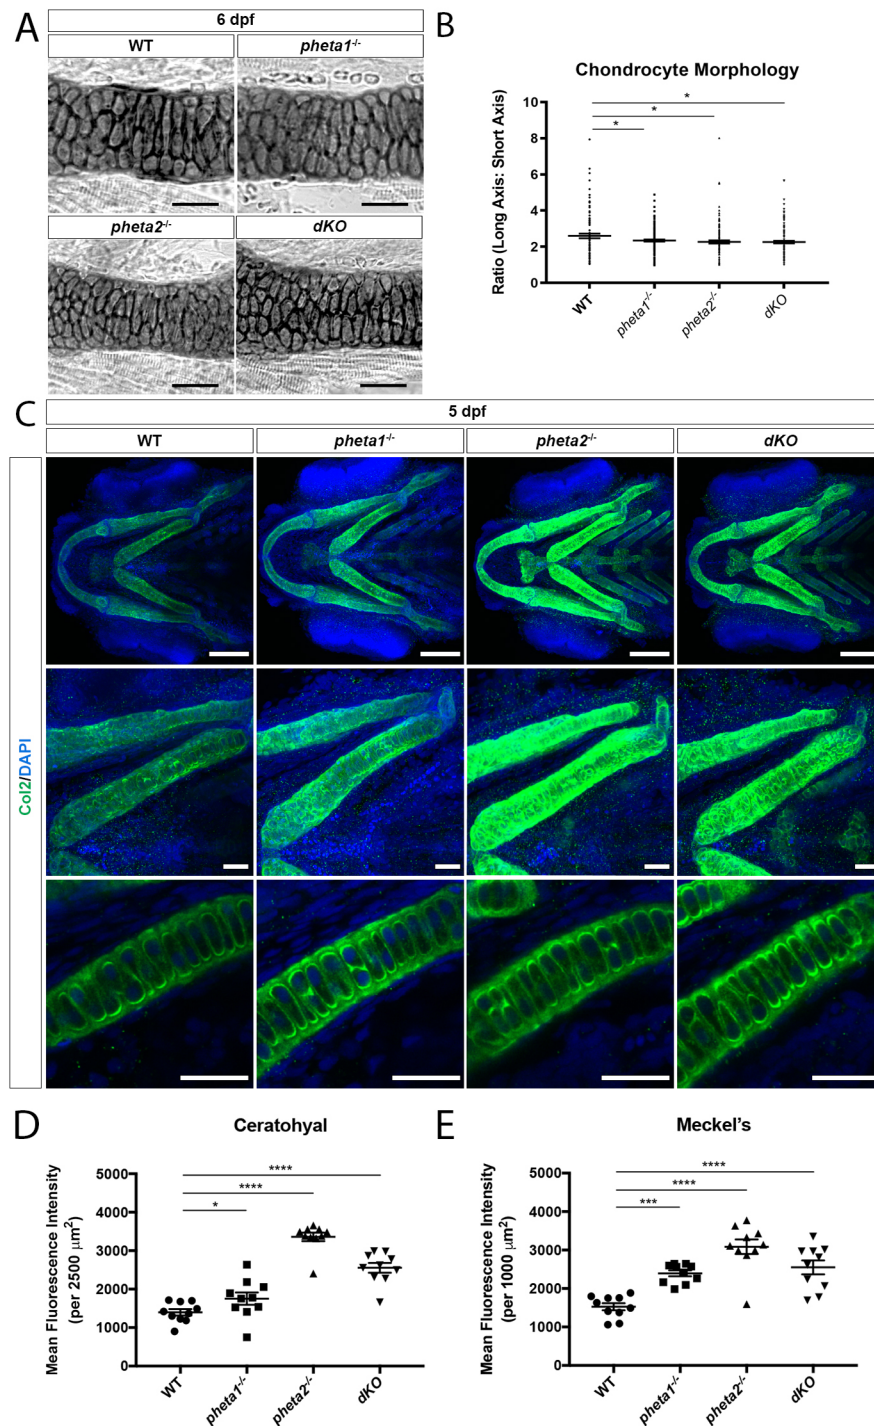 A
6 dpf
WT
pheta1-/-
pheta2-/-
dKO
B
Chondrocyte Morphology
Ratio (Long Axis: Short Axis)
10
8
6
4
2
0
*
*
*
WT
pheta1-/-
pheta2-/-
dKO
C
5 dpf
WT
pheta1-/-
pheta2-/-
dKO
Col2/DAPI
D
Ceratohyal
Mean Fluorescence Intensity
(per 2500 μm2)
5000
4000
3000
2000
1000
0
****
****
*
WT
pheta1-/-
pheta2-/-
dKO
E
Meckel's
Mean Fluorescence Intensity
(per 1000 μm2)
5000
4000
3000
2000
1000
0
****
****
***
WT
pheta1-/-
pheta2-/-
dKO